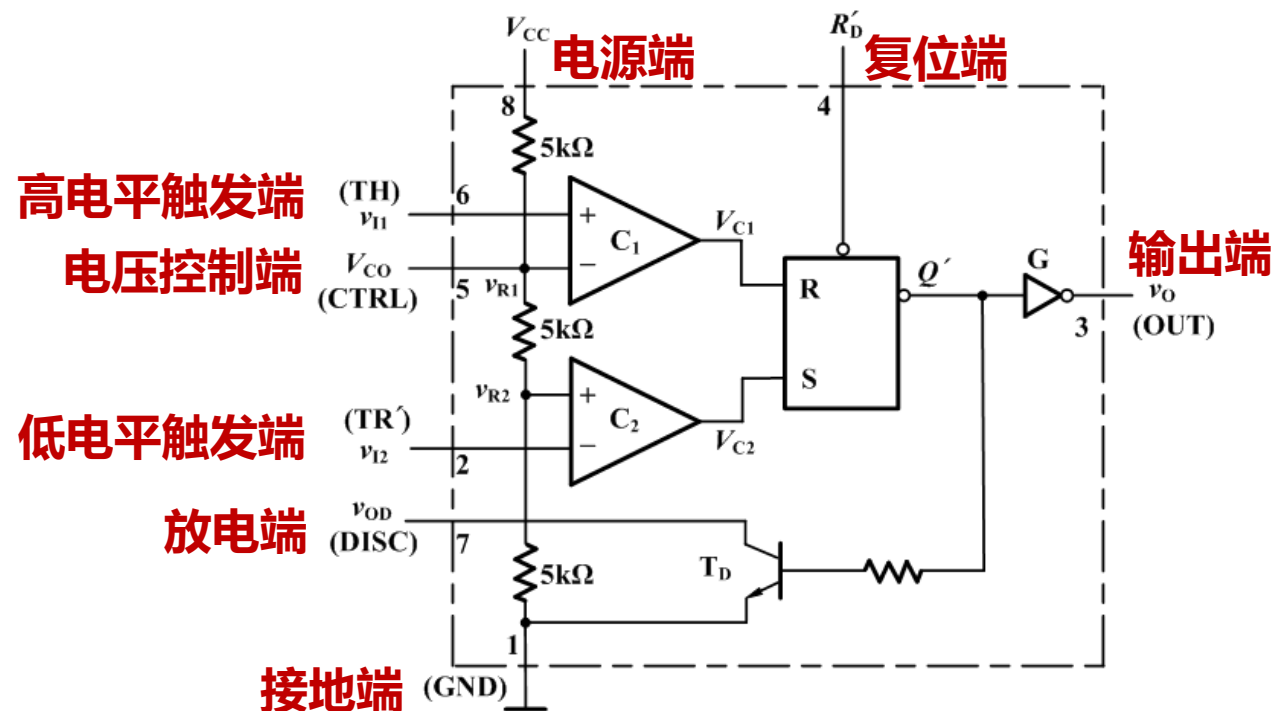 V_CC 电源端
R′_D 复位端
8
4
5kΩ
高电平触发端 (TH) 6
v_I1
+
C_1
−
V_C1
电压控制端 V_CO
(CTRL) 5
v_R1
5kΩ
R
S
Q′
G
输出端
v_O
3 (OUT)
v_R2
+
C_2
−
V_C2
低电平触发端 (TR′)
v_I2
2
放电端 v_OD
(DISC) 7
T_D
5kΩ
1
接地端 (GND)